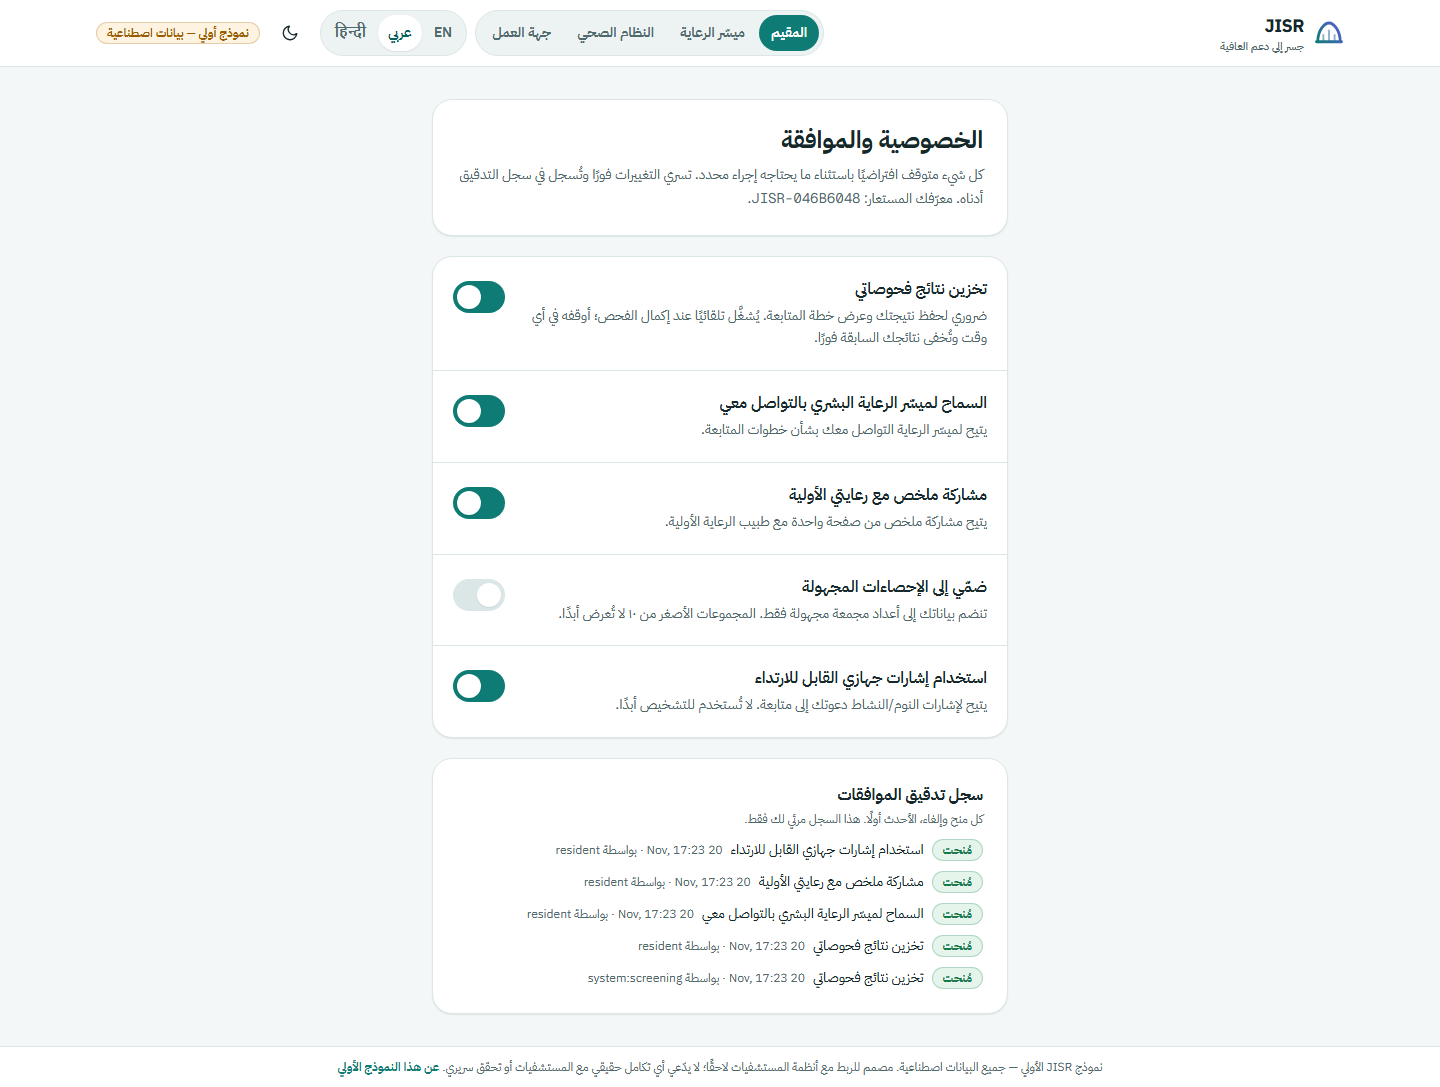 JISR
جسر إلى دعم العافية
المقيم
ميسّر الرعاية
النظام الصحي
جهة العمل
EN
عربي
हिन्दी
نموذج أولي — بيانات اصطناعية
الخصوصية والموافقة
كل شيء متوقف افتراضيًا باستثناء ما يحتاجه إجراء محدد. تسري التغييرات فورًا وتُسجل في سجل التدقيق
أدناه. معرّفك المستعار: JISR-046B6048.
تخزين نتائج فحوصاتي
ضروري لحفظ نتيجتك وعرض خطة المتابعة. يُشغَّل تلقائيًا عند إكمال الفحص؛ أوقفه في أي
وقت وتُخفى نتائجك السابقة فورًا.
السماح لميسّر الرعاية البشري بالتواصل معي
يتيح لميسّر الرعاية التواصل معك بشأن خطوات المتابعة.
مشاركة ملخص مع رعايتي الأولية
يتيح مشاركة ملخص من صفحة واحدة مع طبيب الرعاية الأولية.
ضمّي إلى الإحصاءات المجهولة
تنضم بياناتك إلى أعداد مجمعة مجهولة فقط. المجموعات الأصغر من ١٠ لا تُعرض أبدًا.
استخدام إشارات جهازي القابل للارتداء
يتيح لإشارات النوم/النشاط دعوتك إلى متابعة. لا تُستخدم للتشخيص أبدًا.
سجل تدقيق الموافقات
كل منح وإلغاء، الأحدث أولًا. هذا السجل مرئي لك فقط.
مُنحت استخدام إشارات جهازي القابل للارتداء 20 Nov, 17:23 · بواسطة resident
مُنحت مشاركة ملخص مع رعايتي الأولية 20 Nov, 17:23 · بواسطة resident
مُنحت السماح لميسّر الرعاية البشري بالتواصل معي 20 Nov, 17:23 · بواسطة resident
مُنحت تخزين نتائج فحوصاتي 20 Nov, 17:23 · بواسطة resident
مُنحت تخزين نتائج فحوصاتي 20 Nov, 17:23 · بواسطة system:screening
نموذج JISR الأولي — جميع البيانات اصطناعية. مصمم للربط مع أنظمة المستشفيات لاحقًا؛ لا يدّعي أي تكامل حقيقي مع المستشفيات أو تحقق سريري. عن هذا النموذج الأولي